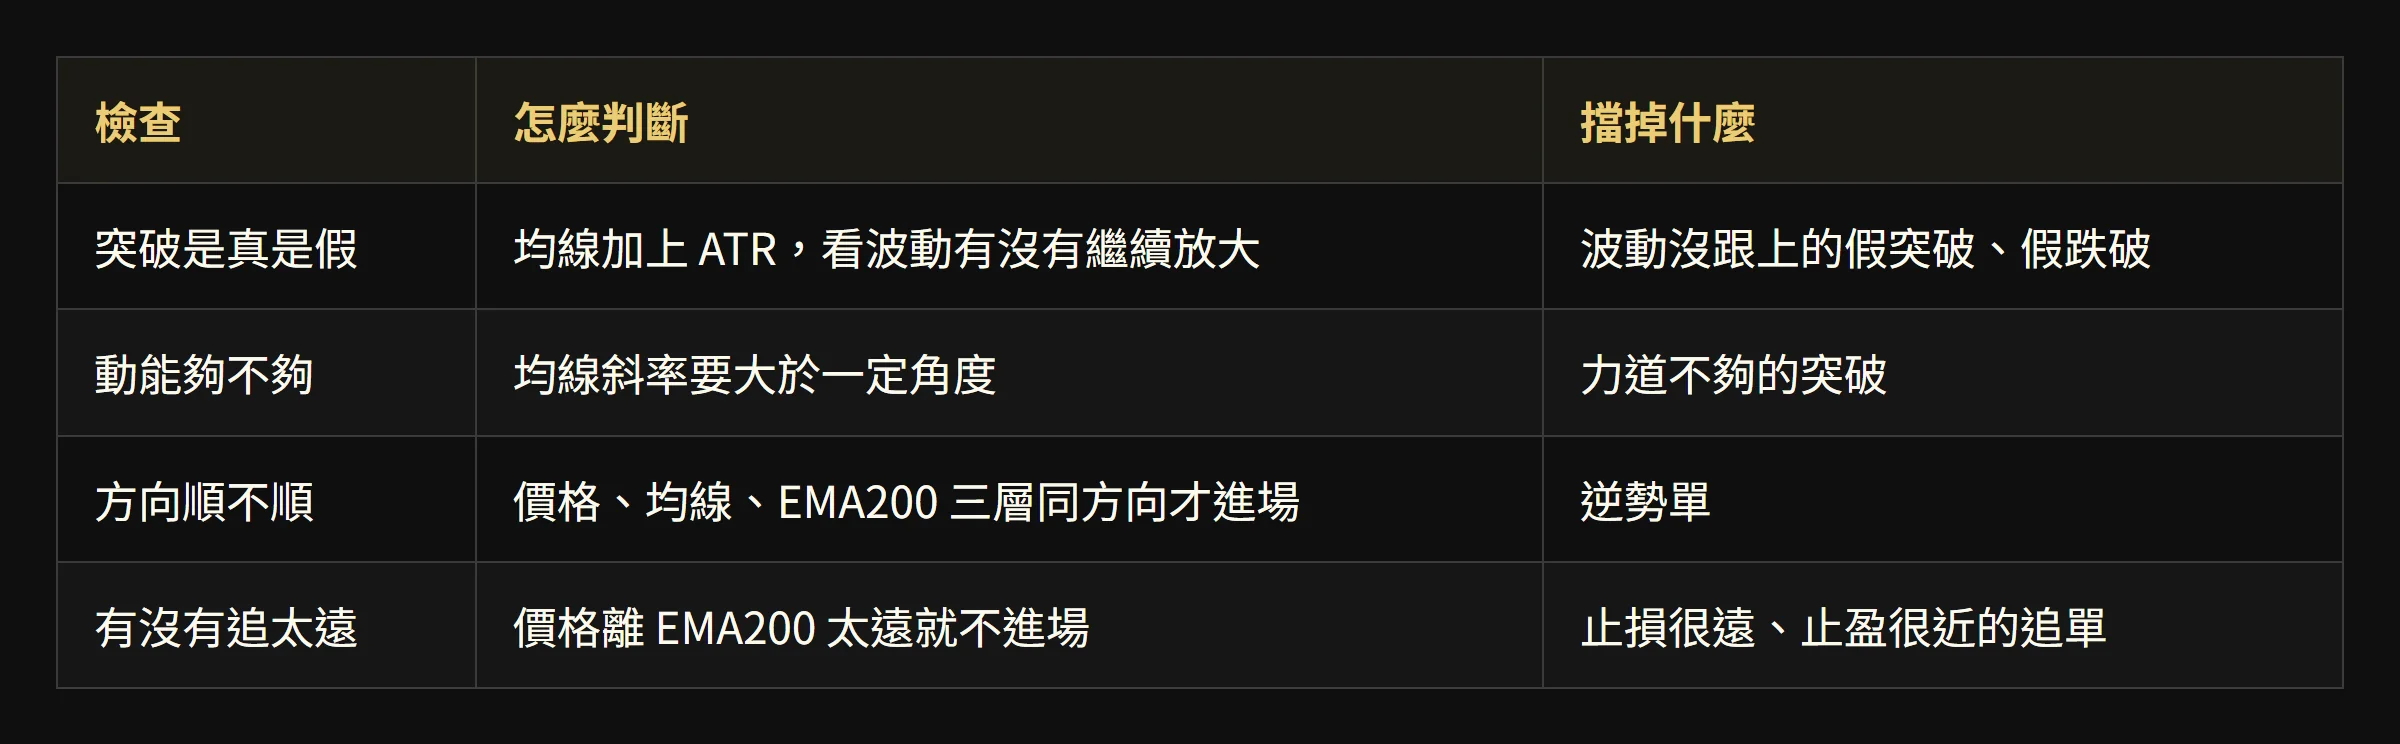 檢查 怎麼判斷 擋掉什麼
突破是真是假 均線加上 ATR，看波動有沒有繼續放大 波動沒跟上的假突破、假跌破
動能夠不夠 均線斜率要大於一定角度 力道不夠的突破
方向順不順 價格、均線、EMA200 三層同方向才進場 逆勢單
有沒有追太遠 價格離 EMA200 太遠就不進場 止損很遠、止盈很近的追單